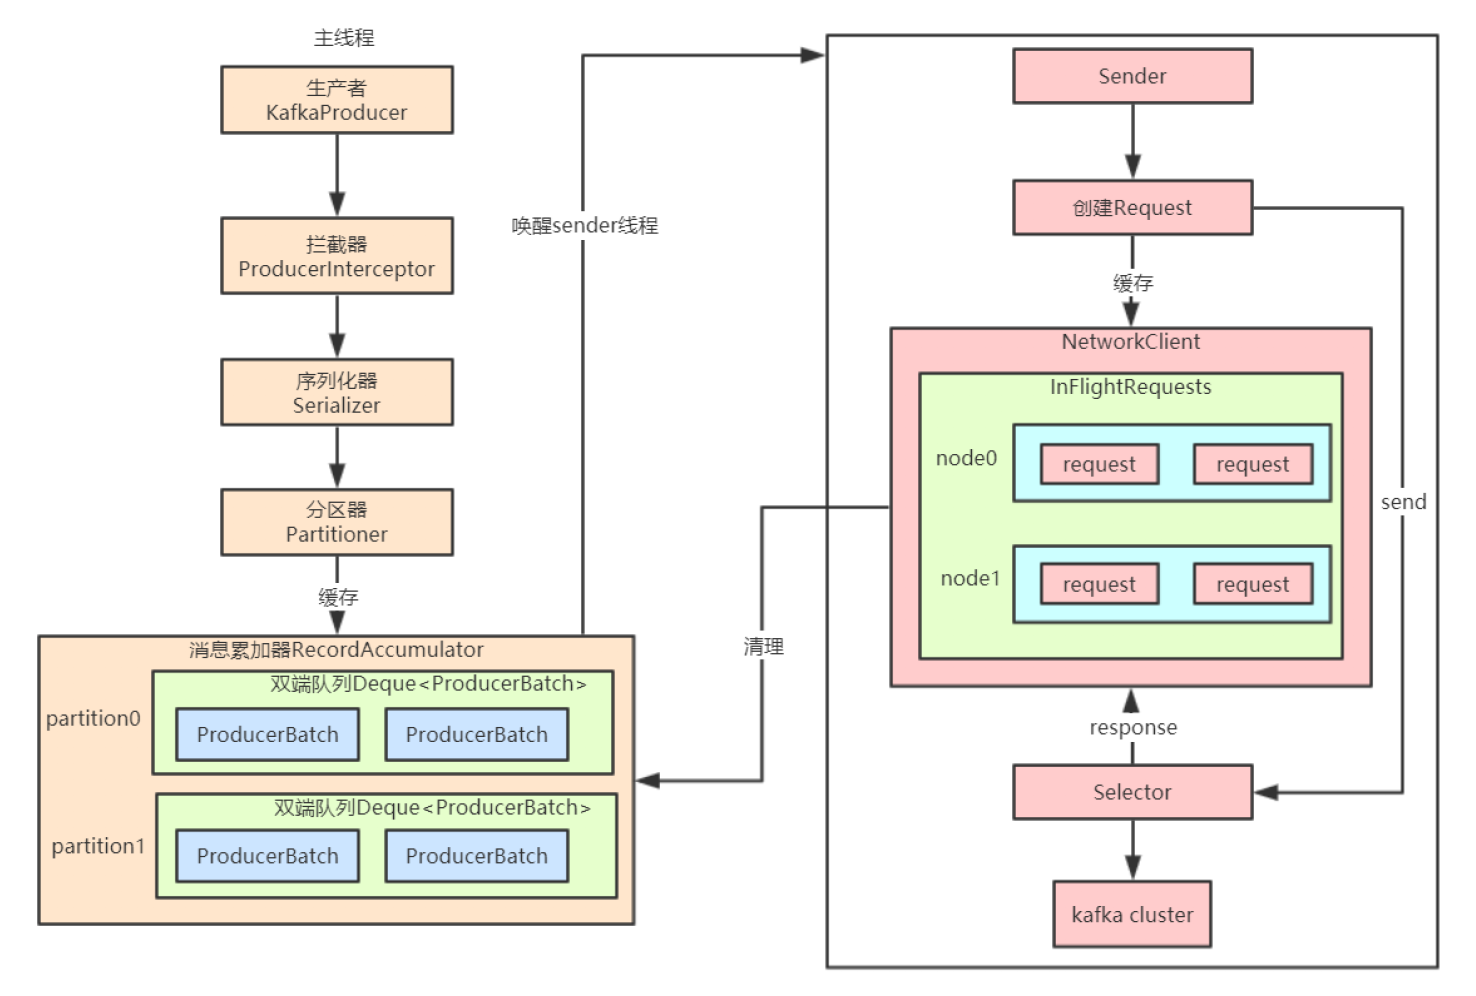 主线程
生产者
KafkaProducer
拦截器
ProducerInterceptor
序列化器
Serializer
分区器
Partitioner
缓存
消息累加器RecordAccumulator
双端队列Deque<ProducerBatch>
partition0
ProducerBatch
ProducerBatch
双端队列Deque<ProducerBatch>
partition1
ProducerBatch
ProducerBatch
唤醒sender线程
清理
Sender
创建Request
缓存
NetworkClient
InFlightRequests
node0
request
request
node1
request
request
send
response
Selector
kafka cluster